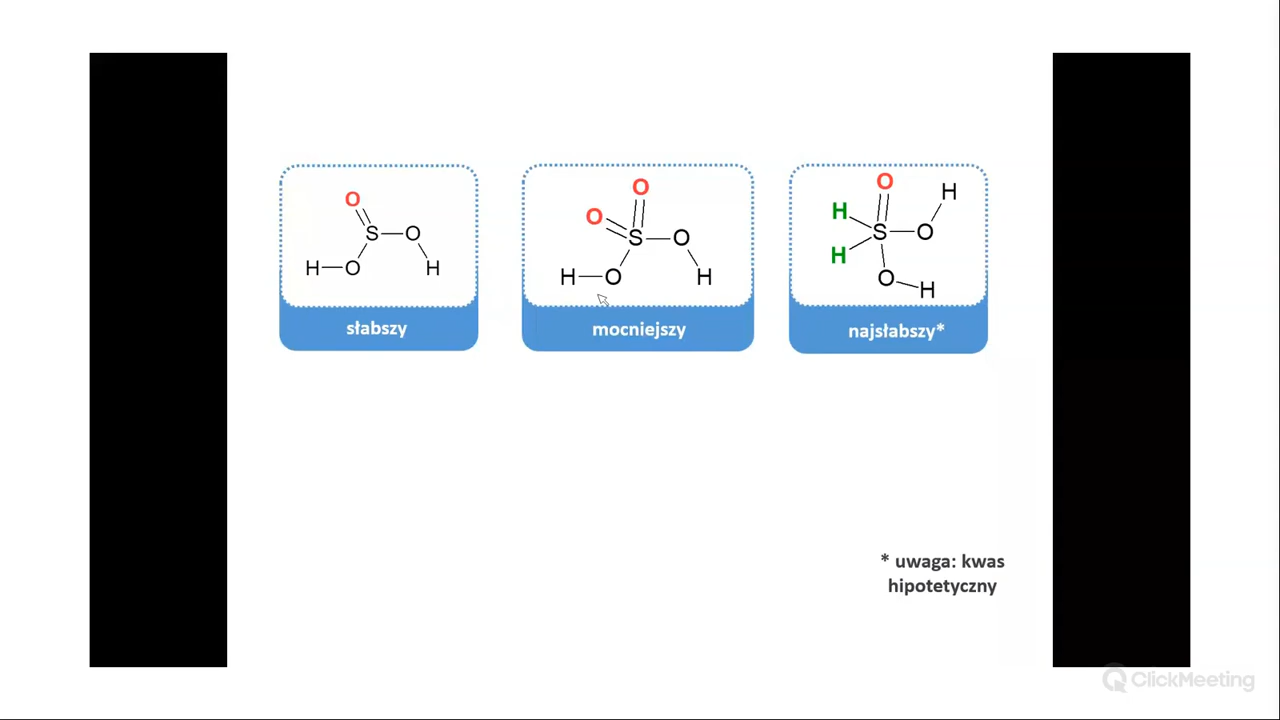 O
S
O
H
O
H
słabszy
O
O
S
O
H
O
H
mocniejszy
O
H
H
S
O
H
O
H
najsłabszy*
* uwaga: kwas
hipotetyczny
ClickMeeting